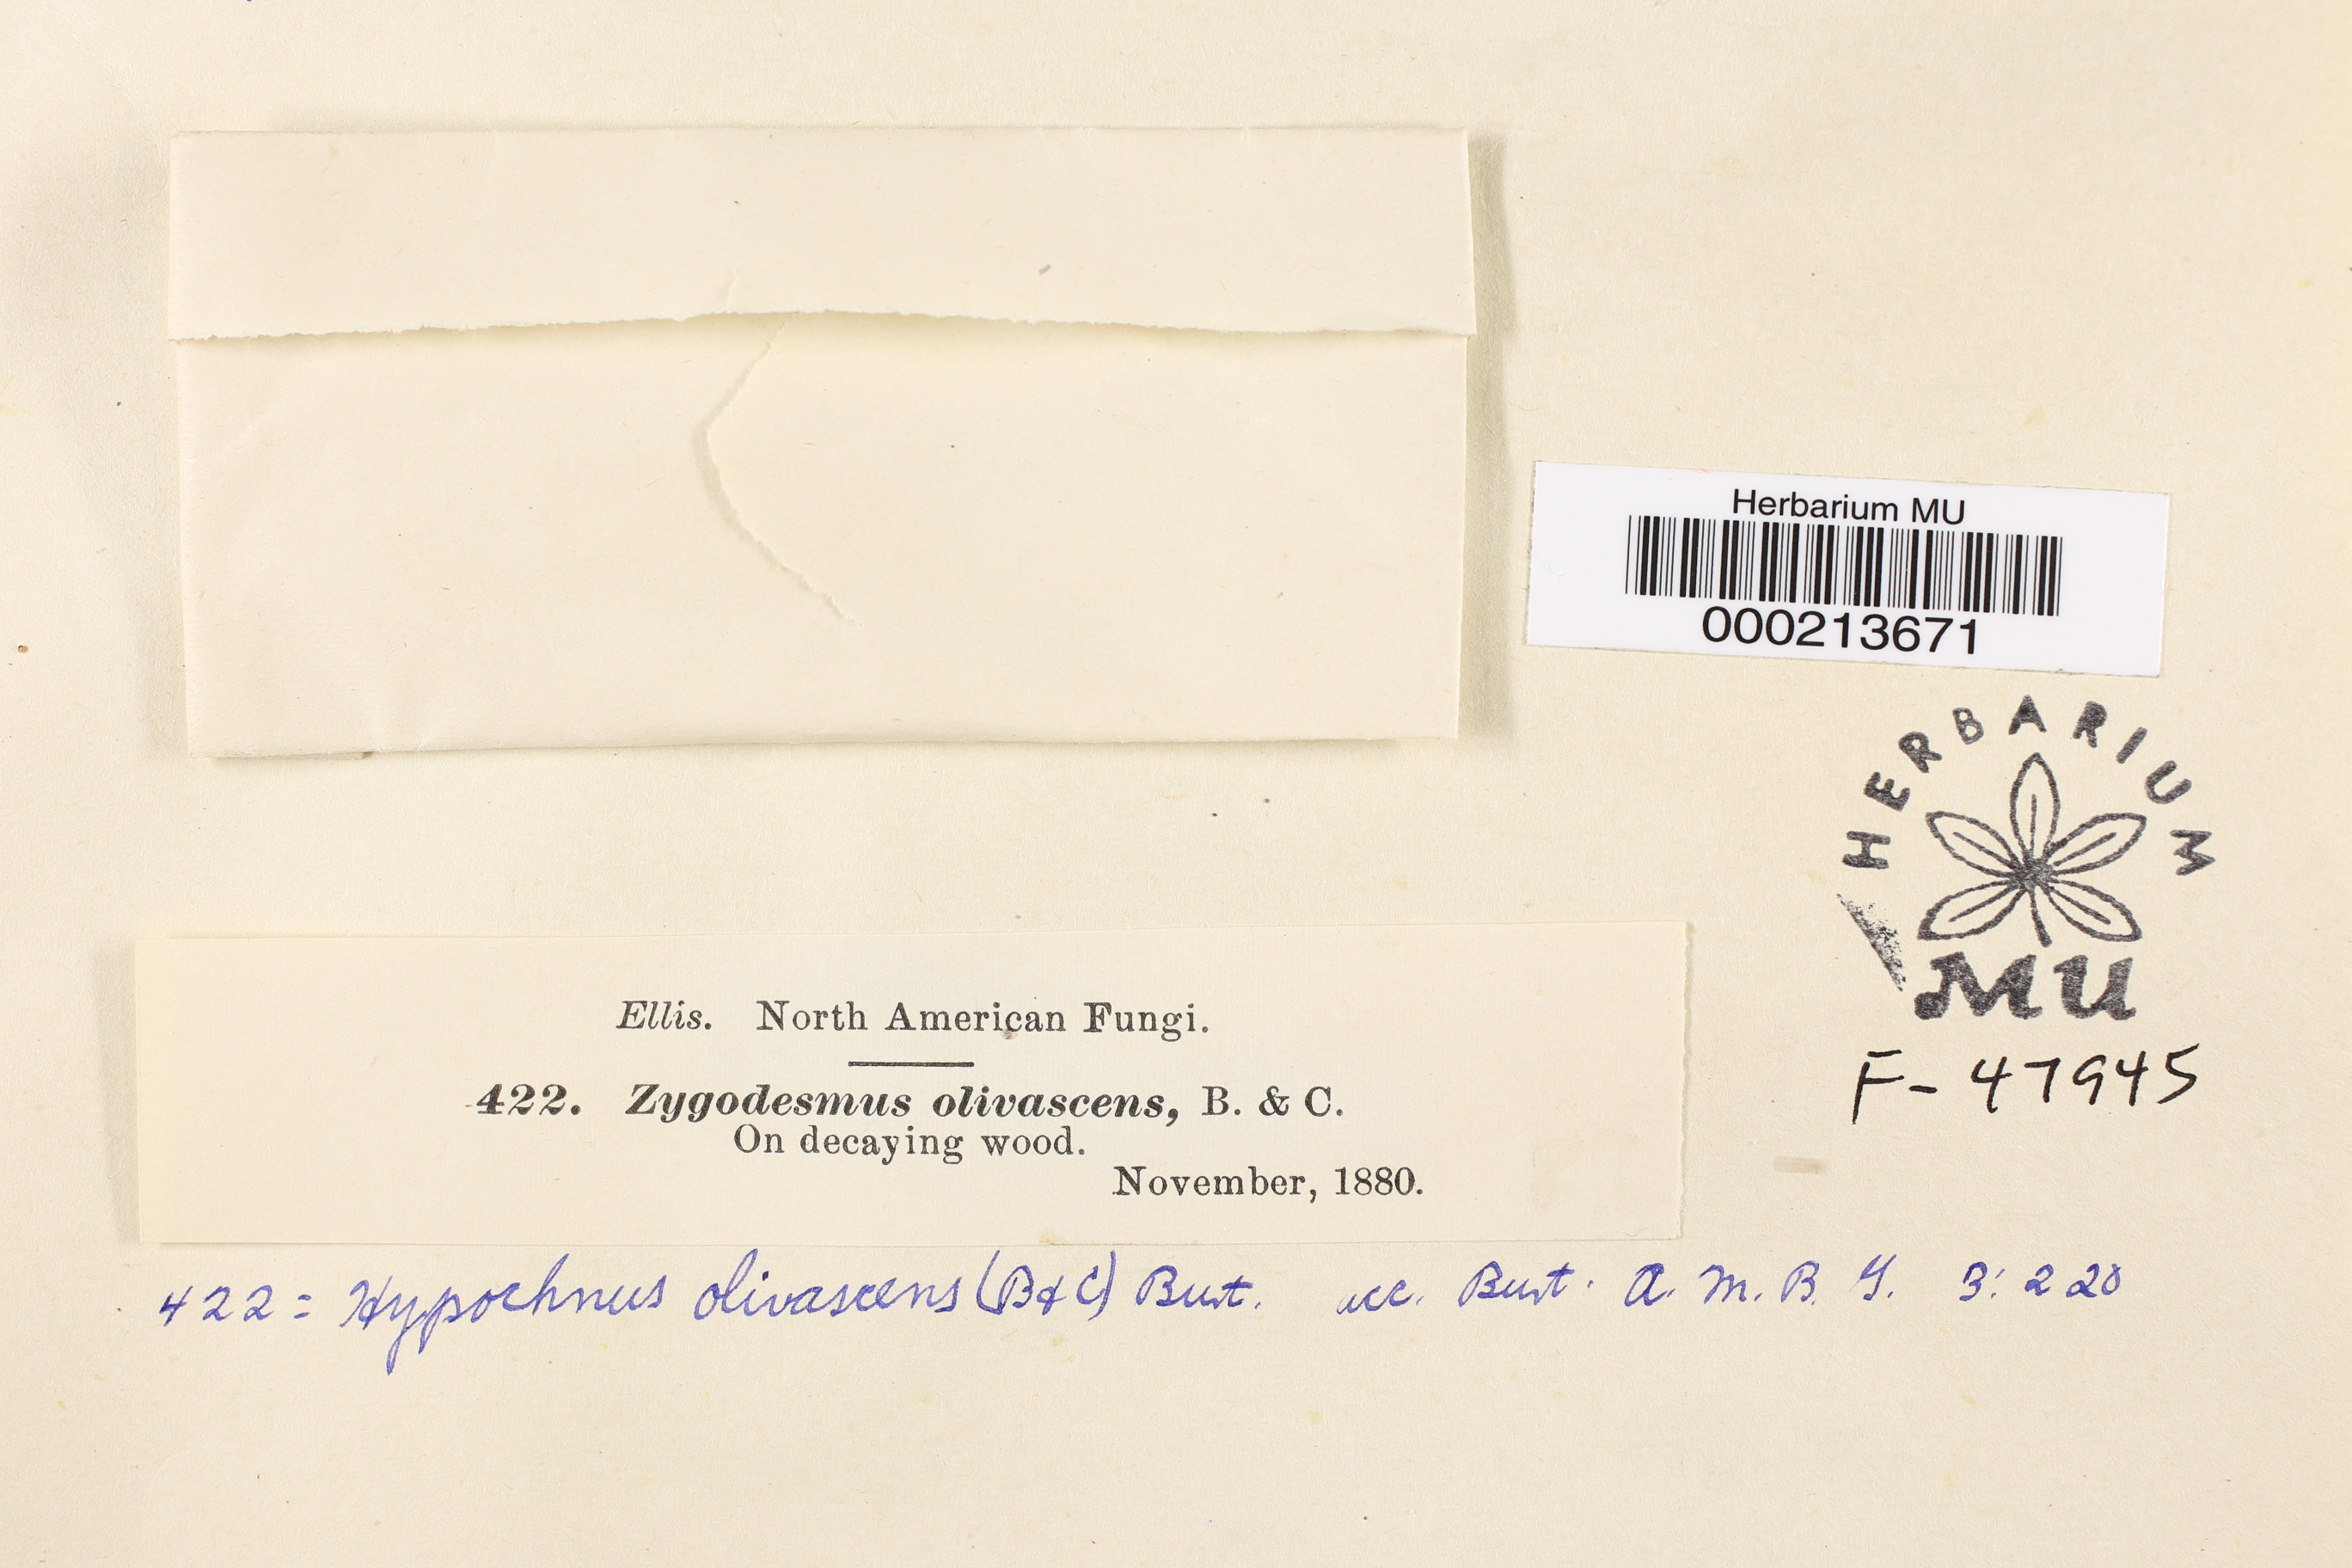 Herbarium MU
000213671
HERBARIUM
MU
F-47945
Ellis. North American Fungi.
422. Zygodesmus olivascens, B. & C.
On decaying wood.
November, 1880.
422 = Hypochnus olivascens (B & C) Burt. acc. Burt. A. M. B. G. 3: 220